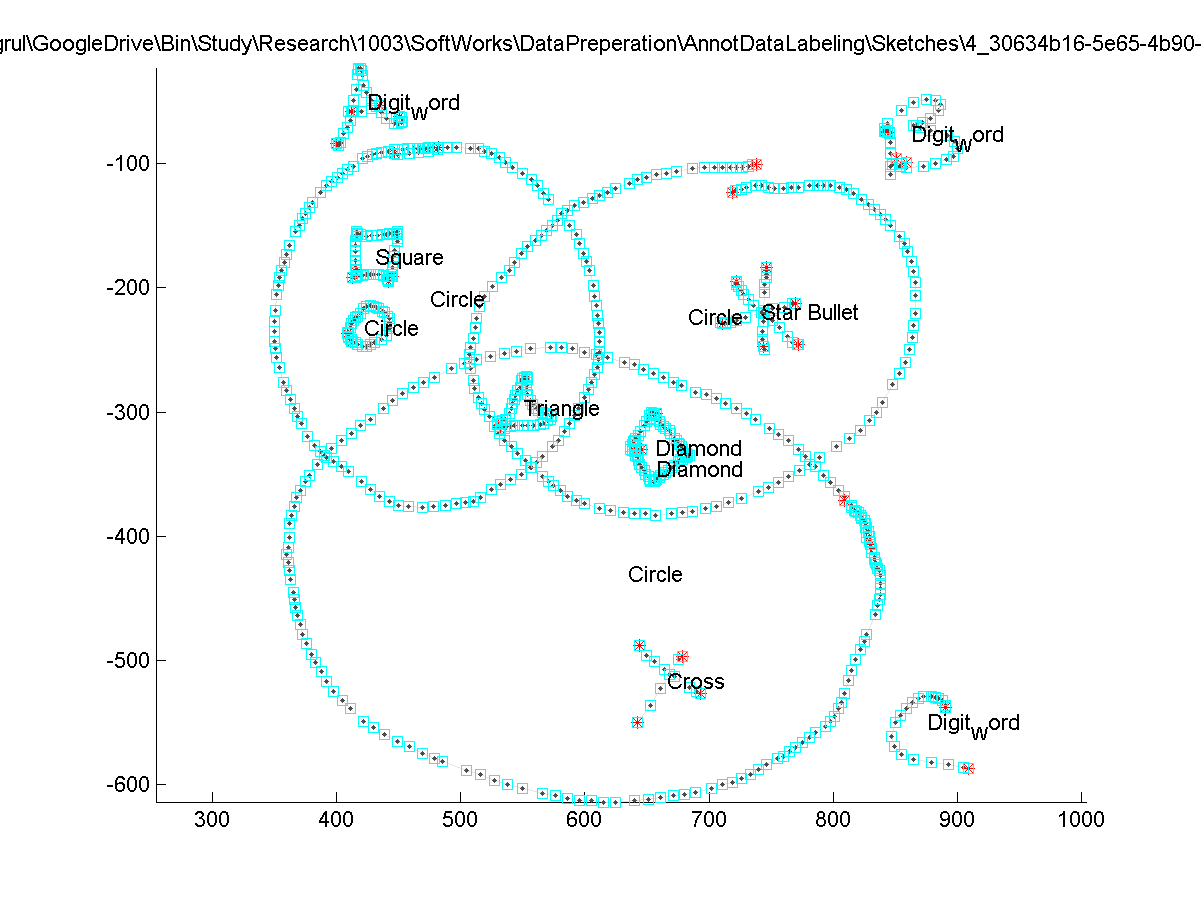 grul\GoogleDrive\Bin\Study\Research\1003\SoftWorks\DataPreperation\AnnotDataLabeling\Sketches\4_30634b16-5e65-4b90-
A
Digitword
B
Digitword
-100
Square
-200
Circle
Circle
Circle
Star Bullet
-300
Triangle
Diamond
Diamond
-400
Circle
-500
Cross
C
Digitword
-600
300 400 500 600 700 800 900 1000